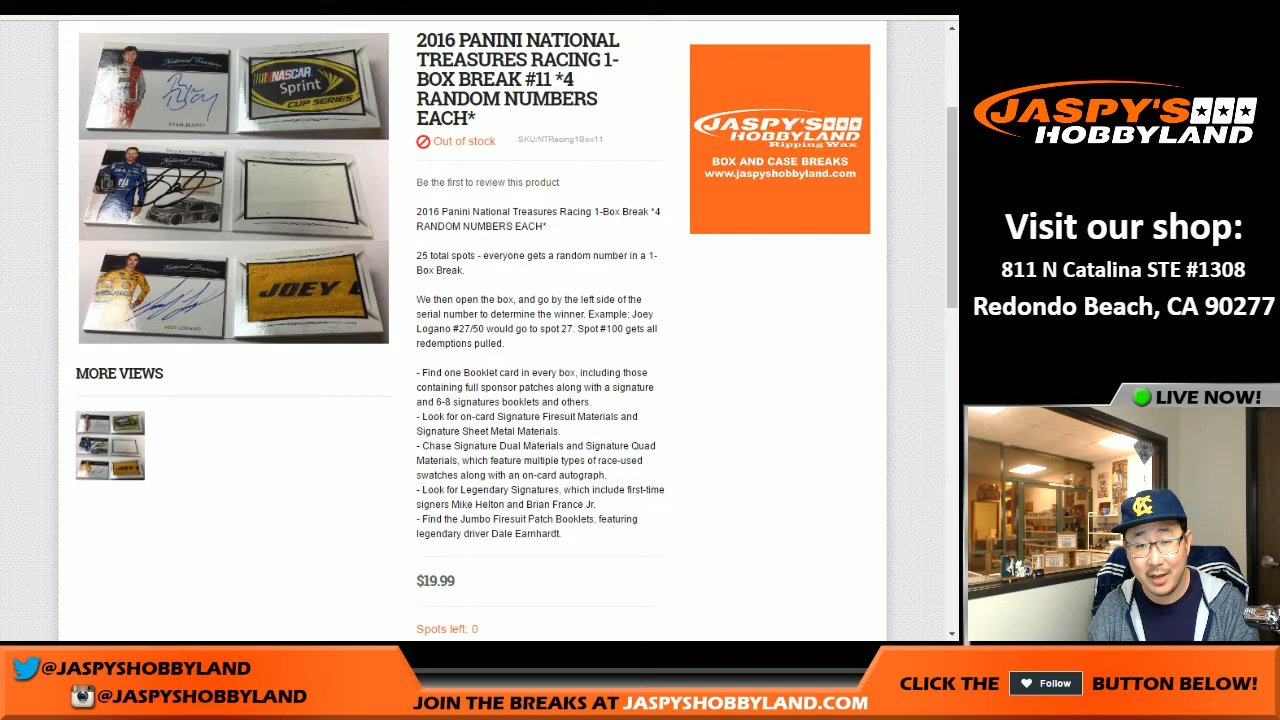 2016 PANINI NATIONAL
TREASURES RACING 1-
BOX BREAK #11 *4
RANDOM NUMBERS
EACH*
Out of stock
SKU:NTRacing1Box11
Be the first to review this product
2016 Panini National Treasures Racing 1-Box Break *4
RANDOM NUMBERS EACH*
25 total spots - everyone gets a random number in a 1-
Box Break.
We then open the box, and go by the left side of the
serial number to determine the winner. Example: Joey
Logano #27/50 would go to spot 27. Spot #100 gets all
redemptions pulled.
- Find one Booklet card in every box, including those
containing full sponsor patches along with a signature
and 6-8 signatures booklets and others.
- Look for on-card Signature Firesuit Materials and
Signature Sheet Metal Materials.
- Chase Signature Dual Materials and Signature Quad
Materials, which feature multiple types of race-used
swatches along with an on-card autograph.
- Look for Legendary Signatures, which include first-time
signers Mike Helton and Brian France Jr.
- Find the Jumbo Firesuit Patch Booklets, featuring
legendary driver Dale Earnhardt.
$19.99
Spots left: 0
National Treasures
RYAN BLANEY
NASCAR
Sprint
CUP SERIES
National Treasures
National Treasures
JOEY LOGANO
JOEY L
MORE VIEWS
JASPY'S
HOBBYLAND
Ripping Wax
BOX AND CASE BREAKS
www.jaspyshobbyland.com
JASPY'S
HOBBYLAND
Visit our shop:
811 N Catalina STE #1308
Redondo Beach, CA 90277
LIVE NOW!
@JASPYSHOBBYLAND
@JASPYSHOBBYLAND
JOIN THE BREAKS AT JASPYSHOBBYLAND.COM
CLICK THE Follow BUTTON BELOW!